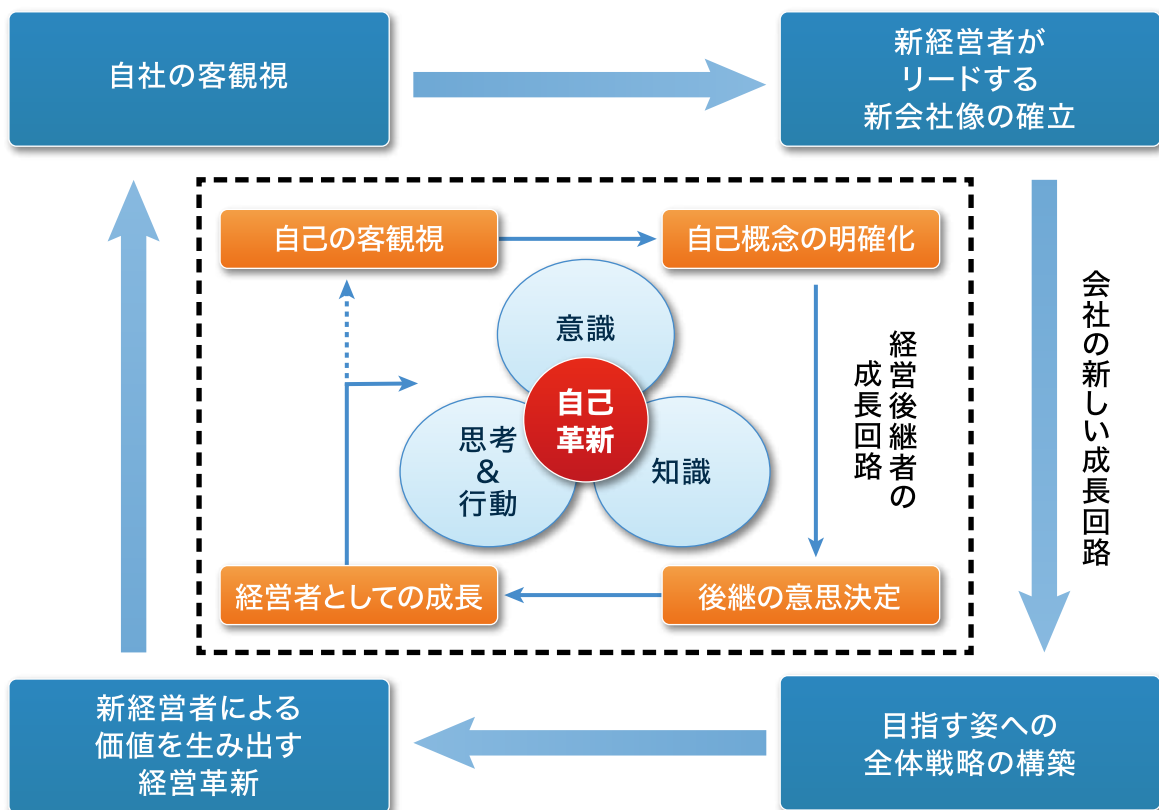 自社の客観視
新経営者が
リードする
新会社像の確立
自己の客観視
自己概念の明確化
意識
自己
革新
思考
&
行動
知識
経営後継者の
成長回路
会社の新しい成長回路
経営者としての成長
後継の意思決定
新経営者による
価値を生み出す
経営革新
目指す姿への
全体戦略の構築